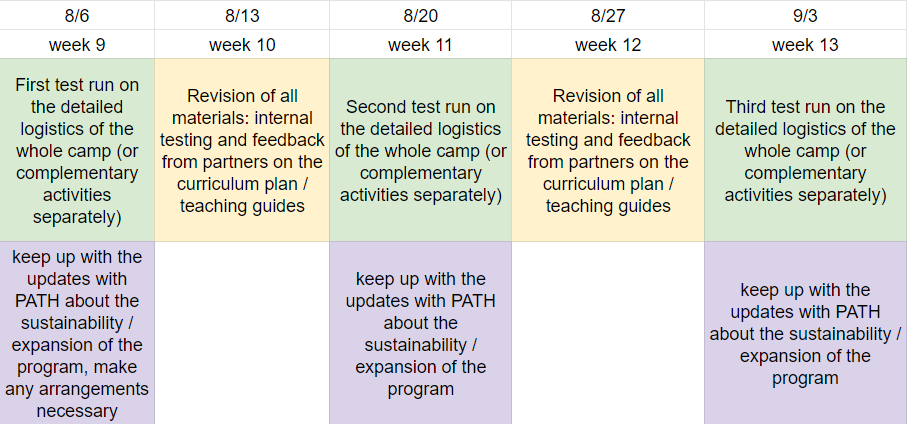 8/6
8/13
8/20
8/27
9/3
week 9
week 10
week 11
week 12
week 13
First test run on
the detailed
logistics of the
whole camp (or
complementary
activities
separately)
Revision of all
materials: internal
testing and feedback
from partners on the
curriculum plan /
teaching guides
Second test run on
the detailed logistics
of the whole camp (or
complementary
activities separately)
Revision of all
materials: internal
testing and feedback
from partners on the
curriculum plan /
teaching guides
Third test run on the
detailed logistics of the
whole camp (or
complementary
activities separately)
keep up with the
updates with
PATH about the
sustainability /
expansion of the
program, make
any arrangements
necessary
keep up with the
updates with PATH
about the
sustainability /
expansion of the
program
keep up with the
updates with PATH
about the sustainability /
expansion of the
program